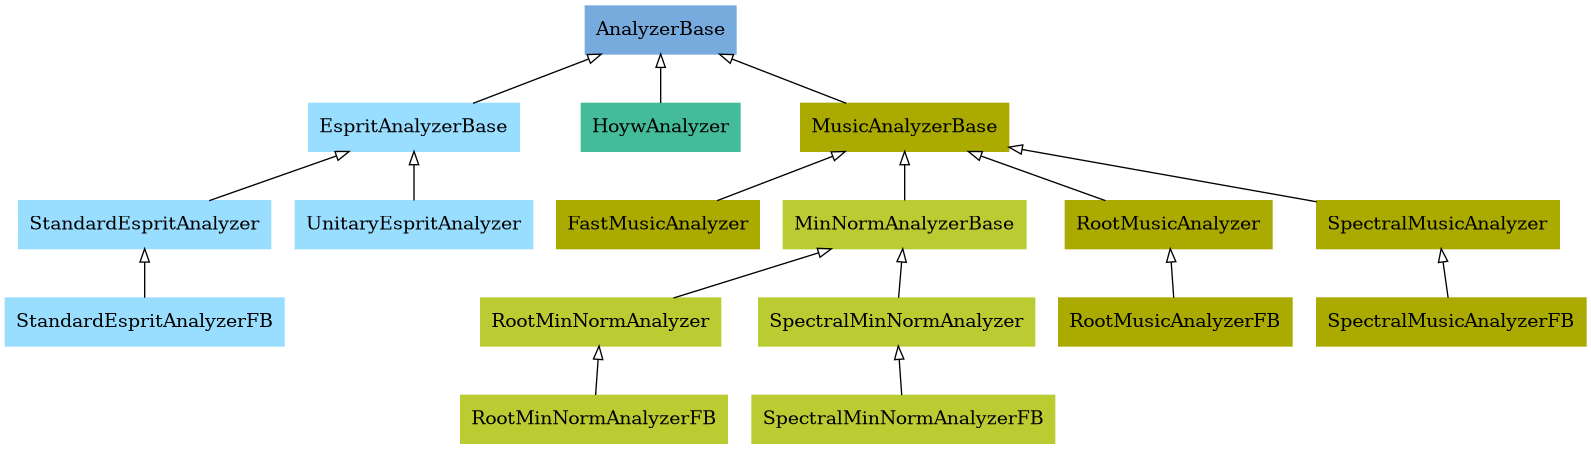 AnalyzerBase
EspritAnalyzerBase
HoywAnalyzer
MusicAnalyzerBase
StandardEspritAnalyzer
UnitaryEspritAnalyzer
FastMusicAnalyzer
MinNormAnalyzerBase
RootMusicAnalyzer
SpectralMusicAnalyzer
StandardEspritAnalyzerFB
RootMinNormAnalyzer
SpectralMinNormAnalyzer
RootMusicAnalyzerFB
SpectralMusicAnalyzerFB
RootMinNormAnalyzerFB
SpectralMinNormAnalyzerFB